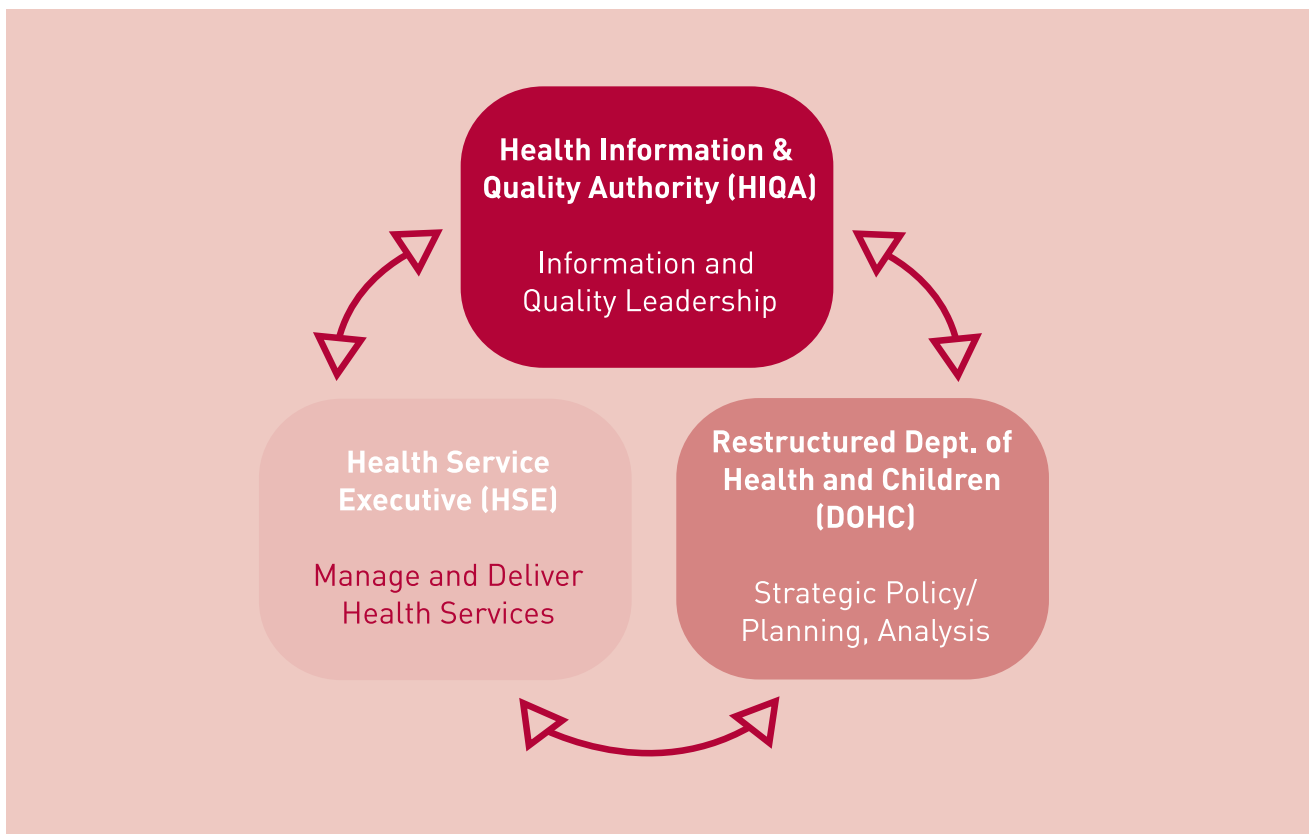 Health Information &
Quality Authority (HIQA)
Information and
Quality Leadership
Health Service
Executive (HSE)
Manage and Deliver
Health Services
Restructured Dept. of
Health and Children
(DOHC)
Strategic Policy/
Planning, Analysis